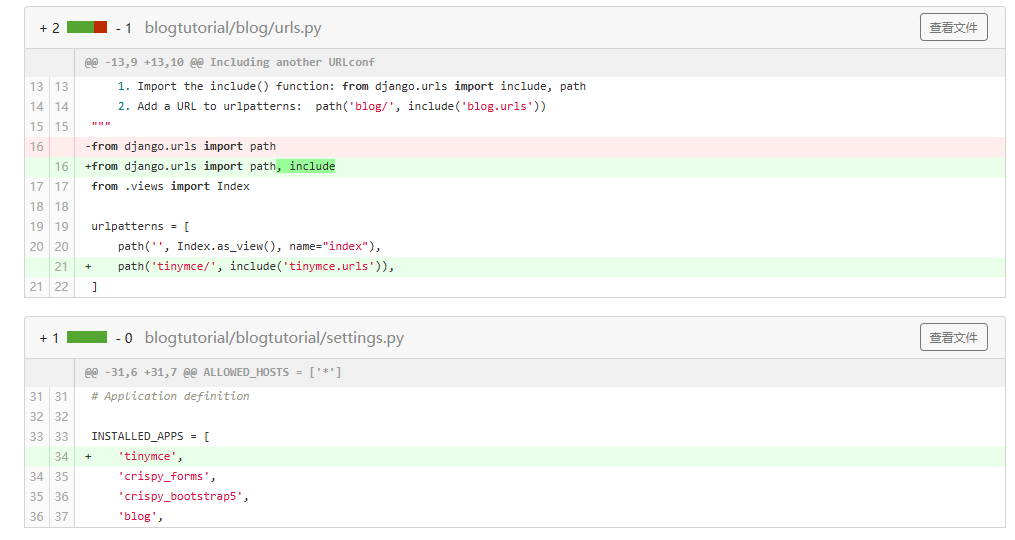 + 2 - 1 blogtutorial/blog/urls.py 查看文件
@@ -13,9 +13,10 @@ Including another URLconf
13 13     1. Import the include() function: from django.urls import include, path
14 14     2. Add a URL to urlpatterns:  path('blog/', include('blog.urls'))
15 15 """
16 -from django.urls import path
16 +from django.urls import path, include
17 17 from .views import Index
18 18
19 19 urlpatterns = [
20 20     path('', Index.as_view(), name="index"),
21 +    path('tinymce/', include('tinymce.urls')),
21 22 ]
+ 1 - 0 blogtutorial/blogtutorial/settings.py 查看文件
@@ -31,6 +31,7 @@ ALLOWED_HOSTS = ['*']
31 31 # Application definition
32 32
33 33 INSTALLED_APPS = [
34 +    'tinymce',
34 35     'crispy_forms',
35 36     'crispy_bootstrap5',
36 37     'blog',